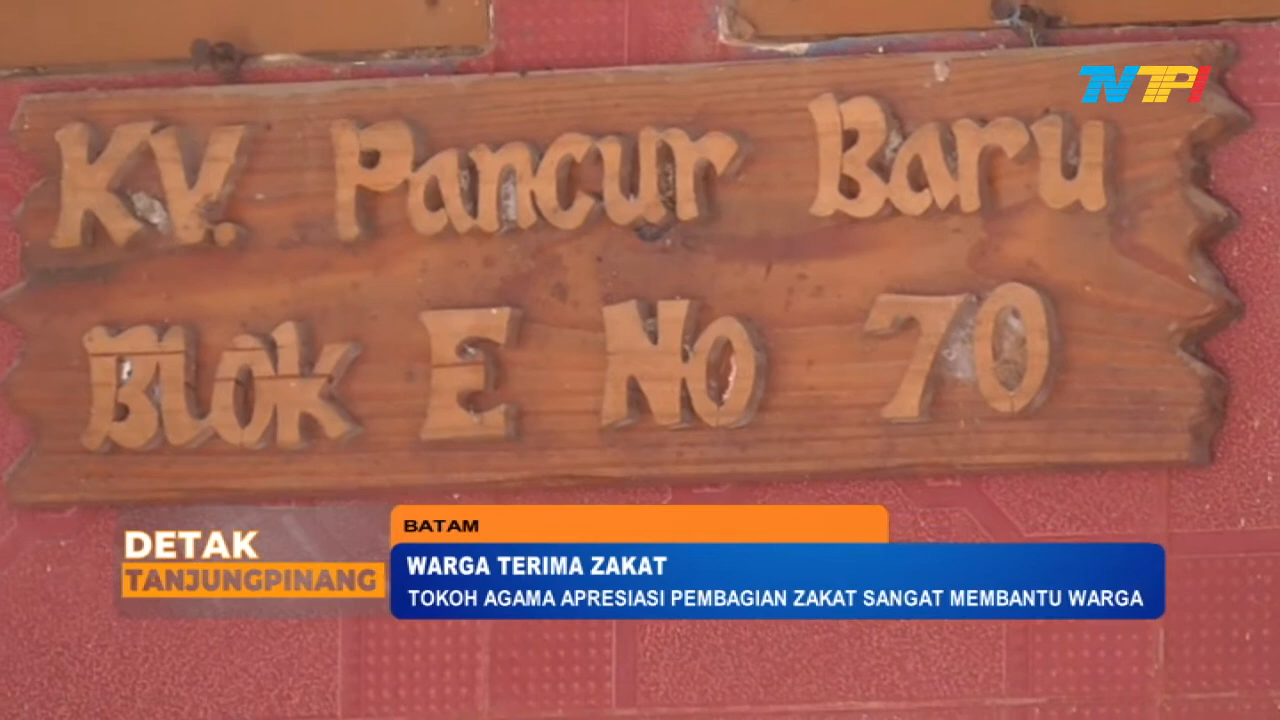 TVTPI
KV. Pancur Baru
Blok E No 70
BATAM
DETAK
TANJUNGPINANG
WARGA TERIMA ZAKAT
TOKOH AGAMA APRESIASI PEMBAGIAN ZAKAT SANGAT MEMBANTU WARGA